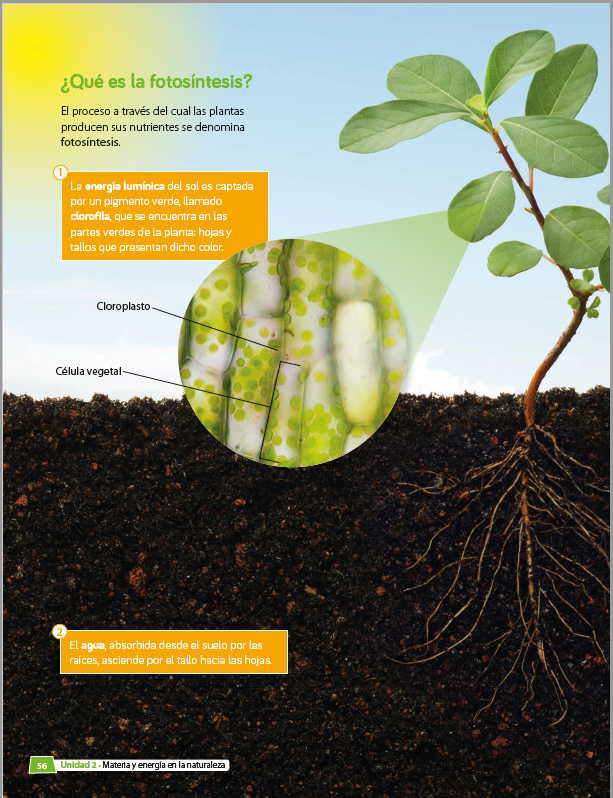 ¿Qué es la fotosíntesis?
El proceso a través del cual las plantas
producen sus nutrientes se denomina
fotosíntesis.
1
La energía lumínica del sol es captada
por un pigmento verde, llamado
clorofila, que se encuentra en las
partes verdes de la planta: hojas y
tallos que presentan dicho color.
Cloroplasto
Célula vegetal
2
El agua, absorbida desde el suelo por las
raíces, asciende por el tallo hacia las hojas.
56 Unidad 2 - Materia y energía en la naturaleza